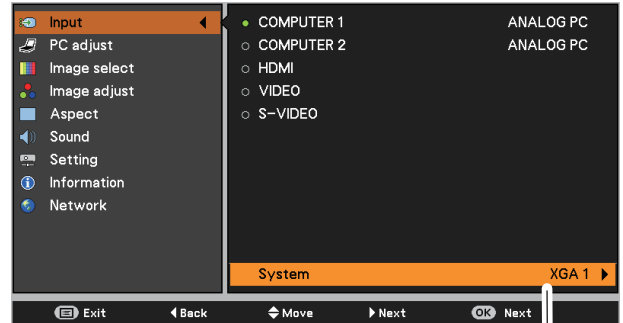 Input
PC adjust
Image select
Image adjust
Aspect
Sound
Setting
Information
Network
COMPUTER 1 ANALOG PC
COMPUTER 2 ANALOG PC
HDMI
VIDEO
S-VIDEO
System XGA 1
Exit Back Move Next OK Next